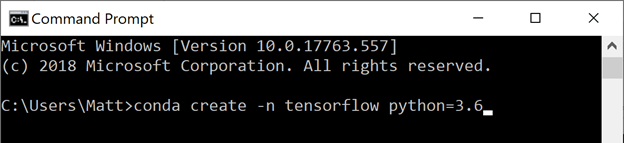 Command Prompt
Microsoft Windows [Version 10.0.17763.557]
(c) 2018 Microsoft Corporation. All rights reserved.
C:\Users\Matt>conda create -n tensorflow python=3.6